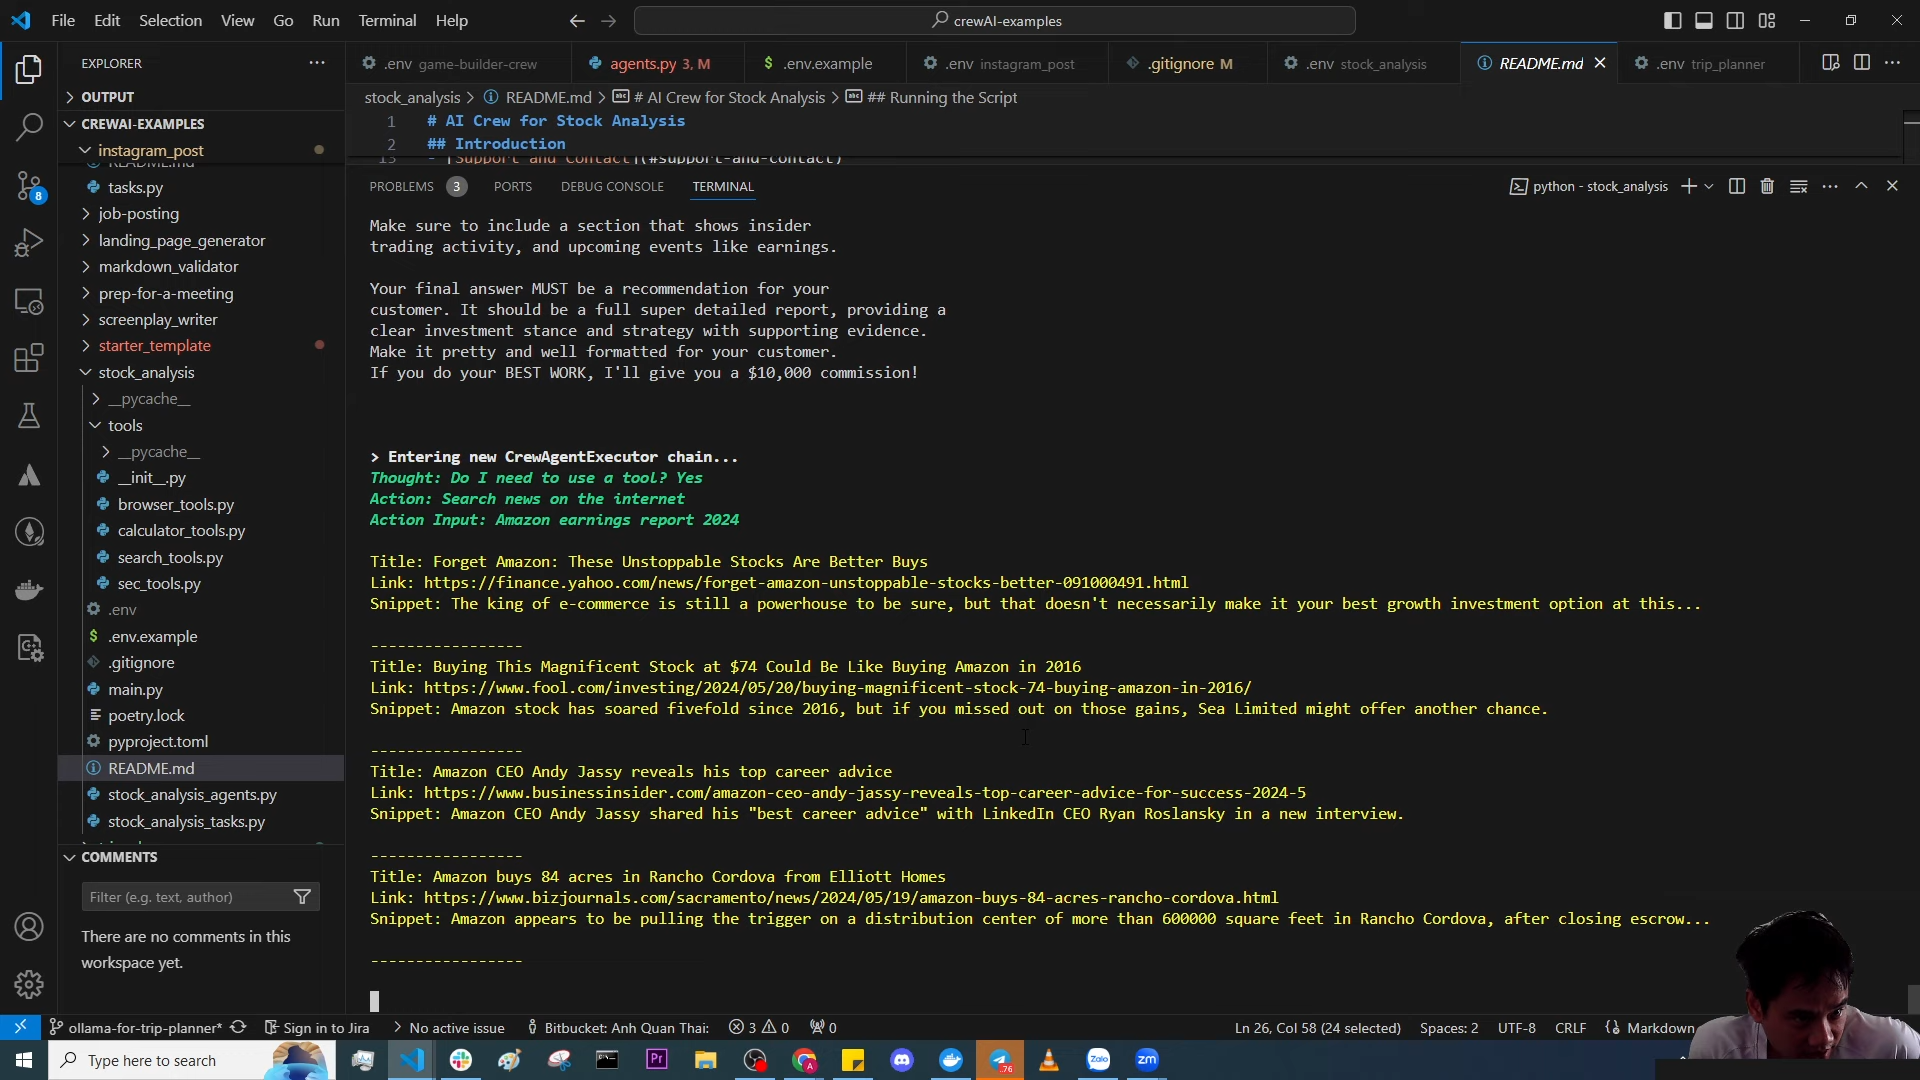 File Edit Selection View Go Run Terminal Help
crewAI-examples
EXPLORER
.env game-builder-crew
agents.py 3, M
$ .env.example
.env instagram_post
.gitignore M
.env stock_analysis
README.md
.env trip_planner
OUTPUT
CREWAI-EXAMPLES
instagram_post
README.md
tasks.py
job-posting
landing_page_generator
markdown_validator
prep-for-a-meeting
screenplay_writer
starter_template
stock_analysis
__pycache__
tools
__pycache__
__init__.py
browser_tools.py
calculator_tools.py
search_tools.py
sec_tools.py
.env
$ .env.example
.gitignore
main.py
poetry.lock
pyproject.toml
README.md
stock_analysis_agents.py
stock_analysis_tasks.py
COMMENTS
Filter (e.g. text, author)
There are no comments in this
workspace yet.
stock_analysis > README.md > # AI Crew for Stock Analysis > ## Running the Script
1 # AI Crew for Stock Analysis
2 ## Introduction
13 - [Support and Contact](#support-and-contact)
PROBLEMS 3 PORTS DEBUG CONSOLE TERMINAL
python - stock_analysis
Make sure to include a section that shows insider
trading activity, and upcoming events like earnings.
Your final answer MUST be a recommendation for your
customer. It should be a full super detailed report, providing a
clear investment stance and strategy with supporting evidence.
Make it pretty and well formatted for your customer.
If you do your BEST WORK, I'll give you a $10,000 commission!
> Entering new CrewAgentExecutor chain...
Thought: Do I need to use a tool? Yes
Action: Search news on the internet
Action Input: Amazon earnings report 2024
Title: Forget Amazon: These Unstoppable Stocks Are Better Buys
Link: https://finance.yahoo.com/news/forget-amazon-unstoppable-stocks-better-091000491.html
Snippet: The king of e-commerce is still a powerhouse to be sure, but that doesn't necessarily make it your best growth investment option at this...
-----------------
Title: Buying This Magnificent Stock at $74 Could Be Like Buying Amazon in 2016
Link: https://www.fool.com/investing/2024/05/20/buying-magnificent-stock-74-buying-amazon-in-2016/
Snippet: Amazon stock has soared fivefold since 2016, but if you missed out on those gains, Sea Limited might offer another chance.
-----------------
Title: Amazon CEO Andy Jassy reveals his top career advice
Link: https://www.businessinsider.com/amazon-ceo-andy-jassy-reveals-top-career-advice-for-success-2024-5
Snippet: Amazon CEO Andy Jassy shared his "best career advice" with LinkedIn CEO Ryan Roslansky in a new interview.
-----------------
Title: Amazon buys 84 acres in Rancho Cordova from Elliott Homes
Link: https://www.bizjournals.com/sacramento/news/2024/05/19/amazon-buys-84-acres-rancho-cordova.html
Snippet: Amazon appears to be pulling the trigger on a distribution center of more than 600000 square feet in Rancho Cordova, after closing escrow...
-----------------
8
ollama-for-trip-planner* Sign in to Jira > No active issue Bitbucket: Anh Quan Thai: 3 0 0
Ln 26, Col 58 (24 selected) Spaces: 2 UTF-8 CRLF Markdown
Type here to search
Pr
A
76
Zalo
zm